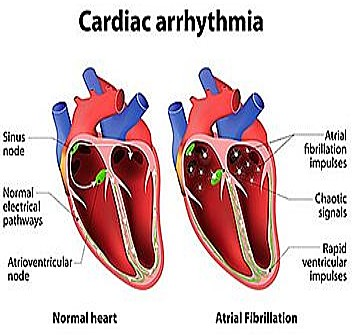 Cardiac arrhythmia
Sinus
node
Normal
electrical
pathways
Atrioventricular
node
Atrial
fibrillation
impulses
Chaotic
signals
Rapid
ventricular
impulses
Normal heart
Atrial Fibrillation